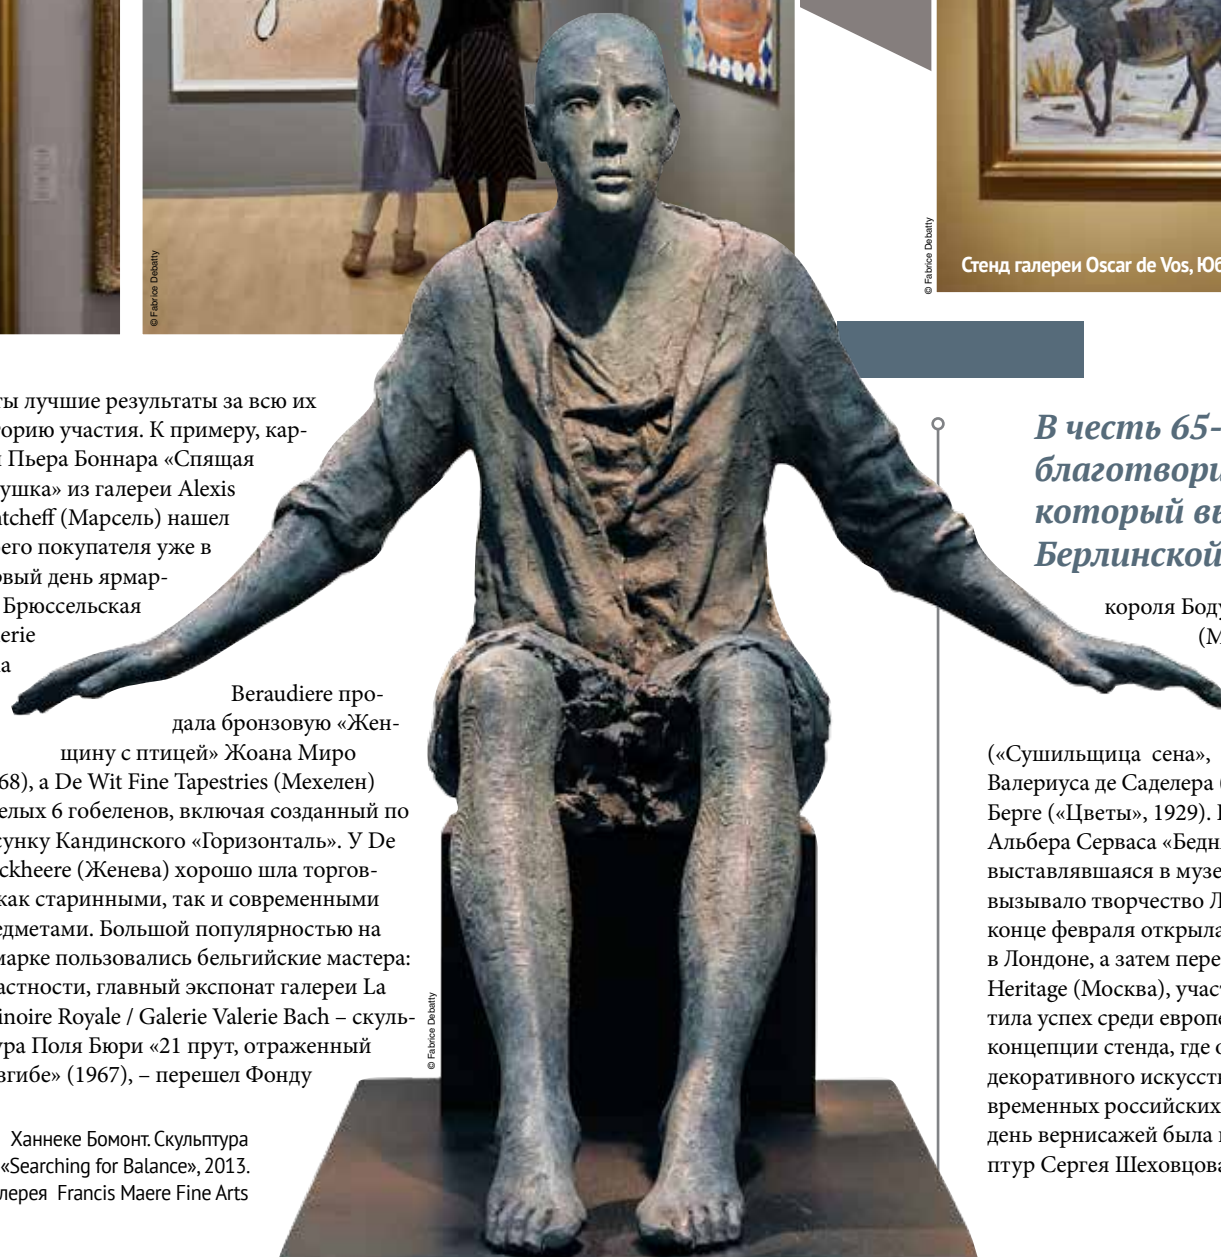 © Fabrice Debatty
© Fabrice Debatty
Стенд галереи Oscar de Vos, Юб
ты лучшие результаты за всю их
торию участия. К примеру, кар-
Пьера Боннара «Спящая
ушка» из галереи Alexis
ntcheff (Марсель) нашел
его покупателя уже в
вый день ярмар-
Брюссельская
erie
la
Beraudiere про-
дала бронзовую «Жен-
щину с птицей» Жоана Миро
68), а De Wit Fine Tapestries (Мехелен)
елых 6 гобеленов, включая созданный по
сунку Кандинского «Горизонталь». У De
ckheere (Женева) хорошо шла торгов-
как старинными, так и современными
едметами. Большой популярностью на
марке пользовались бельгийские мастера:
астности, главный экспонат галереи La
inoire Royale / Galerie Valerie Bach – скуль-
ура Поля Бюри «21 прут, отраженный
згибе» (1967), – перешел Фонду
© Fabrice Debatty
Ханнеке Бомонт. Скульптура
«Searching for Balance», 2013.
лерея Francis Maere Fine Arts
В честь 65-
благотвори
который вы
Берлинской
короля Боду
(М
(«Сушильщица сена»,
Валериуса де Саделера (
Берге («Цветы», 1929).
Альбера Серваса «Бедн
выставлявшаяся в музе
вызывало творчество Л
конце февраля открыла
в Лондоне, а затем пере
Heritage (Москва), учас
тила успех среди европе
концепции стенда, где о
декоративного искусств
временных российских
день вернисажей была
птур Сергея Шеховцова